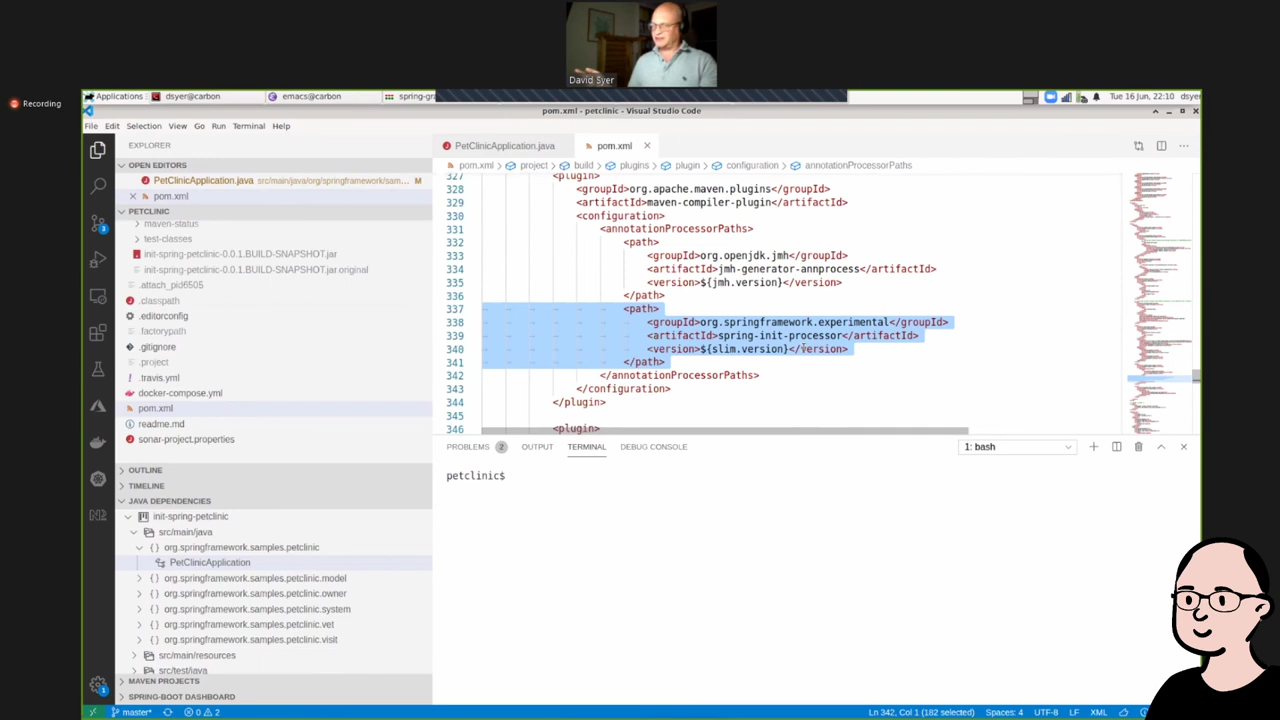 David Syer
Recording
Applications
dsyer@carbon
emacs@carbon
spring-gr
Tue 16 Jun, 22:10
dsyer
pom.xml - petclinic - Visual Studio Code
File Edit Selection View Go Run Terminal Help
EXPLORER
OPEN EDITORS
PetClinicApplication.java src/main/java/org/springframework/sam... M
pom.xml
PETCLINIC
maven-status
test-classes
init-spring-petclinic-0.0.1.BUILD-SNAPSHOT.jar
init-spring-petclinic-0.0.1.BUILD-SNAPSHOT.jar.original
.attach_pid6505
.classpath
.editorconfig
.factorypath
.gitignore
.project
.travis.yml
docker-compose.yml
pom.xml
readme.md
sonar-project.properties
OUTLINE
TIMELINE
JAVA DEPENDENCIES
init-spring-petclinic
src/main/java
{} org.springframework.samples.petclinic
PetClinicApplication
{} org.springframework.samples.petclinic.model
{} org.springframework.samples.petclinic.owner
{} org.springframework.samples.petclinic.system
{} org.springframework.samples.petclinic.vet
{} org.springframework.samples.petclinic.visit
src/main/resources
src/test/java
MAVEN PROJECTS
SPRING-BOOT DASHBOARD
3
1
PetClinicApplication.java
pom.xml
pom.xml > project > build > plugins > plugin > configuration > annotationProcessorPaths
327 <plugin>
328 <groupId>org.apache.maven.plugins</groupId>
329 <artifactId>maven-compiler-plugin</artifactId>
330 <configuration>
331 <annotationProcessorPaths>
332 <path>
333 <groupId>org.openjdk.jmh</groupId>
334 <artifactId>jmh-generator-annprocess</artifactId>
335 <version>${jmh.version}</version>
336 </path>
337 <path>
338 <groupId>org.springframework.experimental</groupId>
339 <artifactId>spring-init-processor</artifactId>
340 <version>${slim.version}</version>
341 </path>
342 </annotationProcessorPaths>
343 </configuration>
344 </plugin>
345
346 <plugin>
PROBLEMS 2 OUTPUT TERMINAL DEBUG CONSOLE
1: bash
petclinic$
master* 0 2
Ln 342, Col 1 (182 selected) Spaces: 4 UTF-8 LF XML